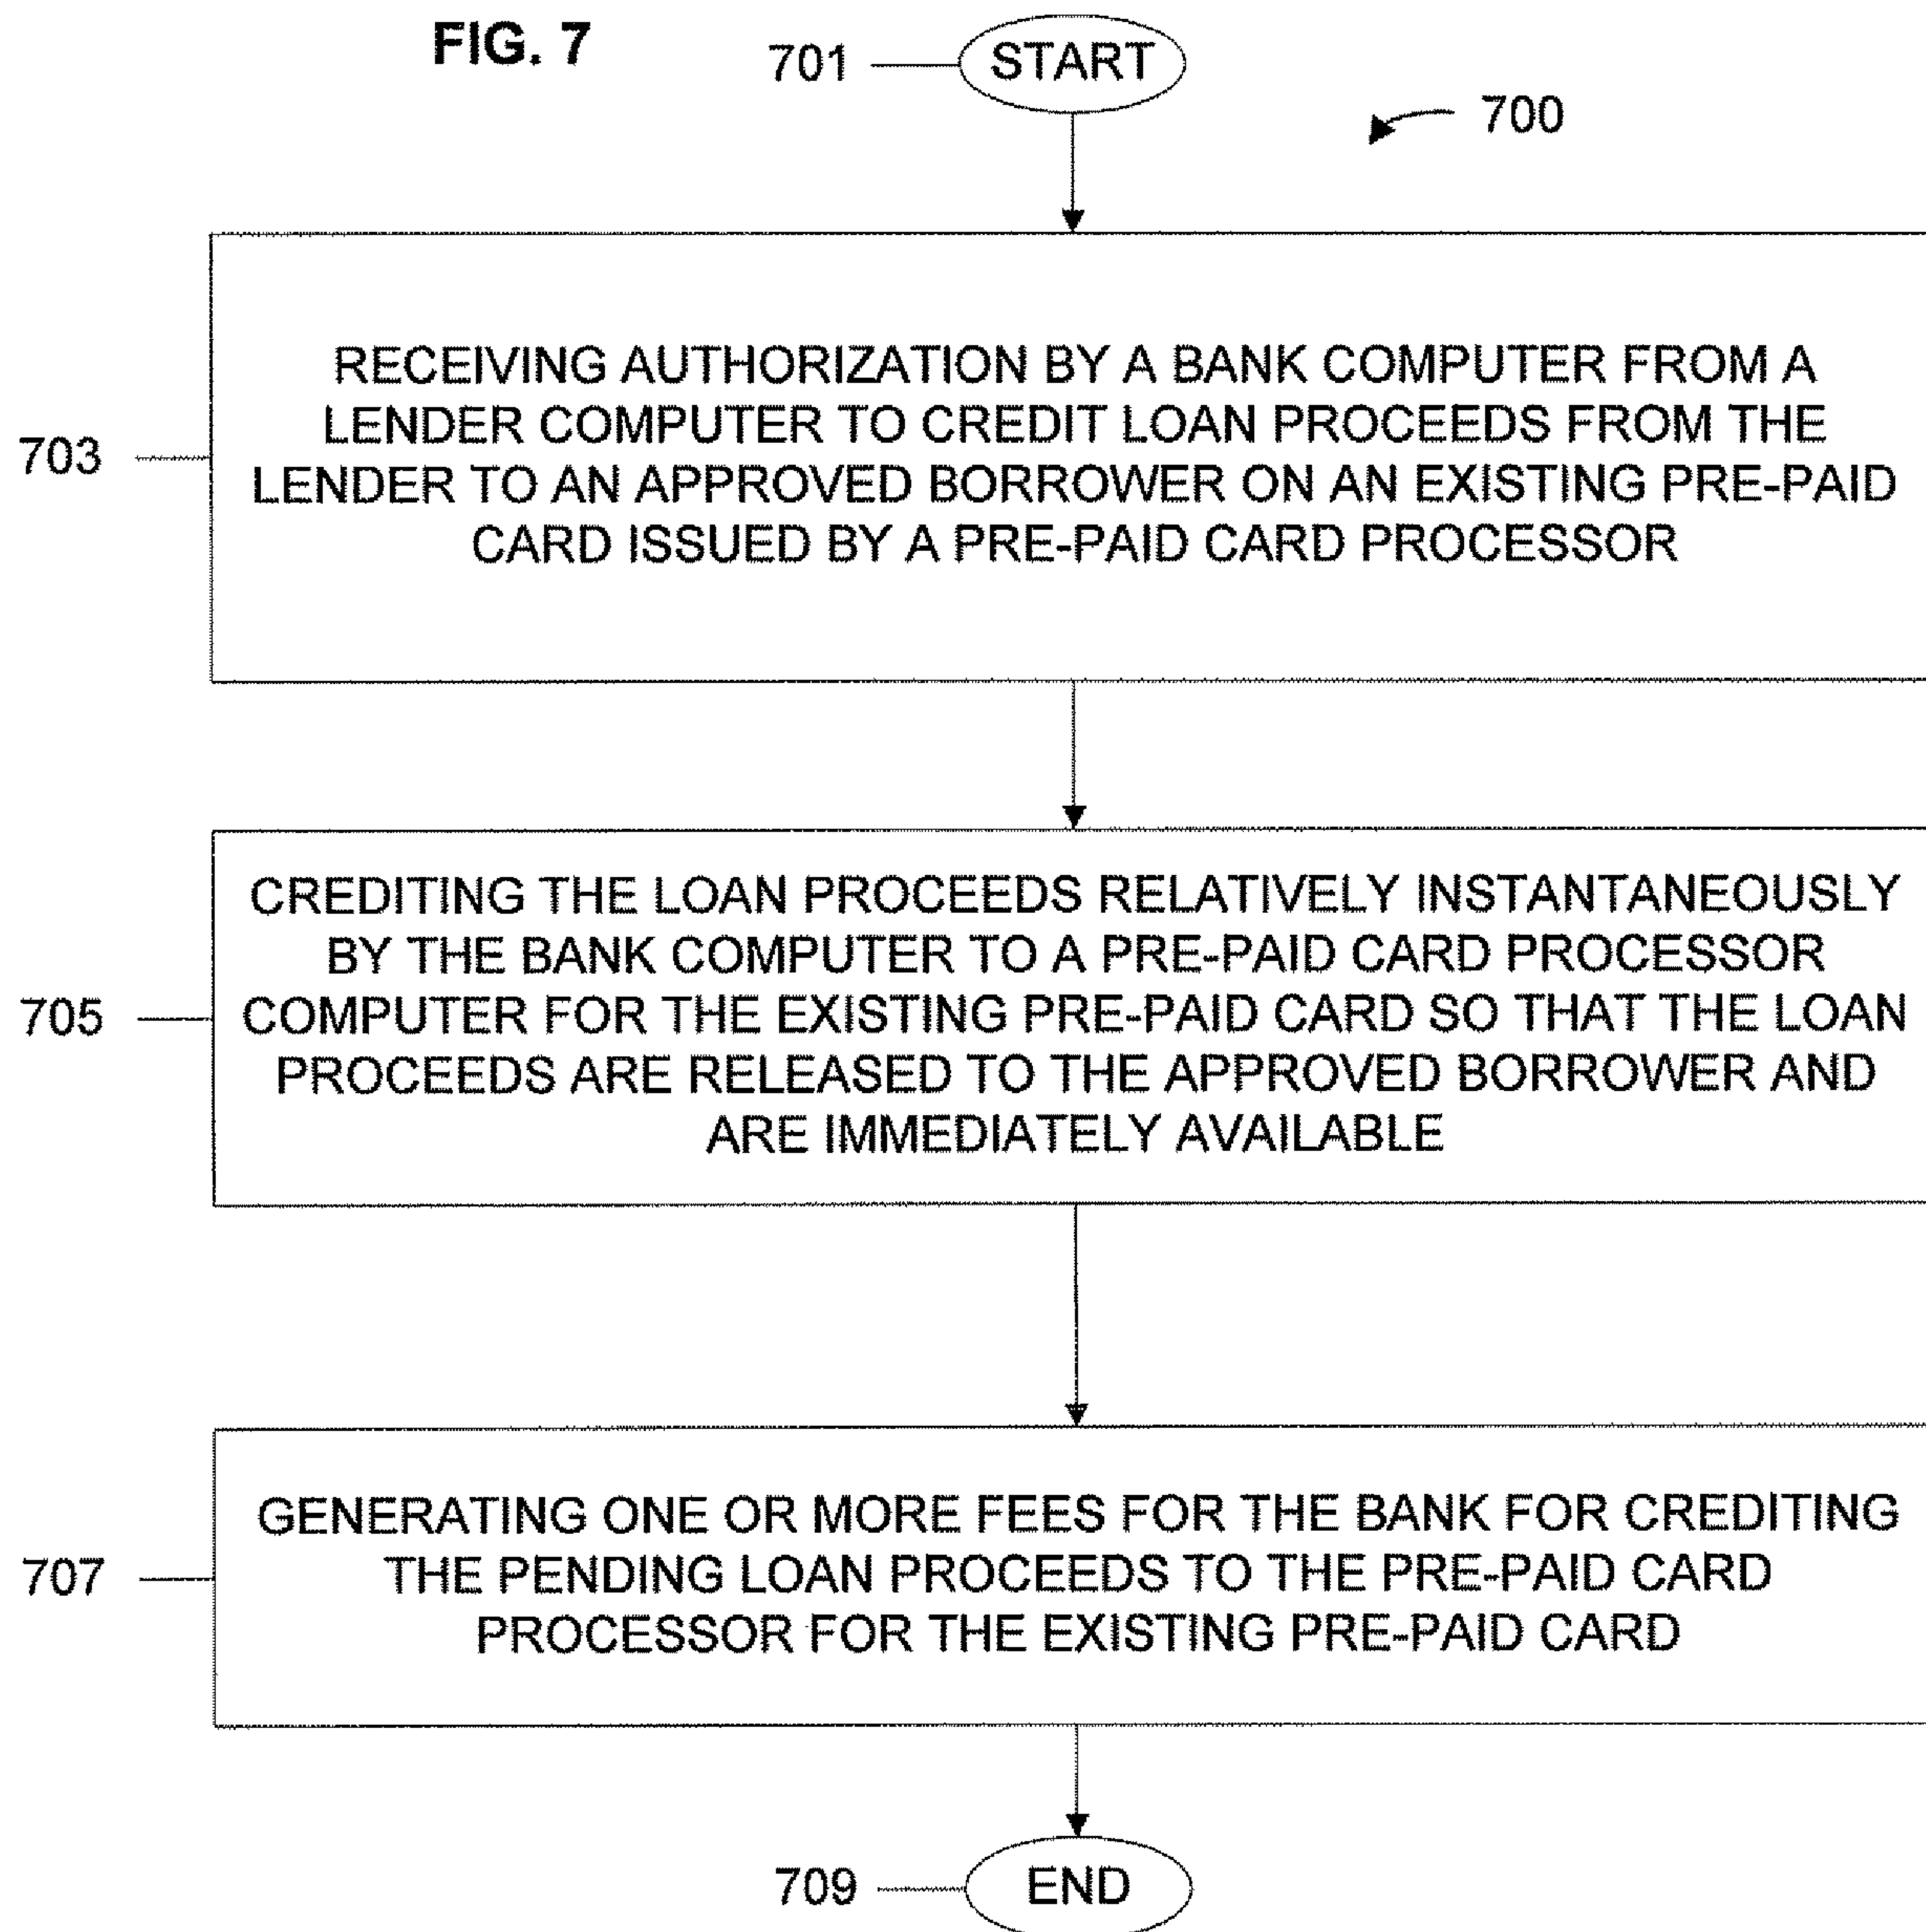 FIG. 7
701
START
700
703
RECEIVING AUTHORIZATION BY A BANK COMPUTER FROM A
LENDER COMPUTER TO CREDIT LOAN PROCEEDS FROM THE
LENDER TO AN APPROVED BORROWER ON AN EXISTING PRE-PAID
CARD ISSUED BY A PRE-PAID CARD PROCESSOR
705
CREDITING THE LOAN PROCEEDS RELATIVELY INSTANTANEOUSLY
BY THE BANK COMPUTER TO A PRE-PAID CARD PROCESSOR
COMPUTER FOR THE EXISTING PRE-PAID CARD SO THAT THE LOAN
PROCEEDS ARE RELEASED TO THE APPROVED BORROWER AND
ARE IMMEDIATELY AVAILABLE
707
GENERATING ONE OR MORE FEES FOR THE BANK FOR CREDITING
THE PENDING LOAN PROCEEDS TO THE PRE-PAID CARD
PROCESSOR FOR THE EXISTING PRE-PAID CARD
709
END